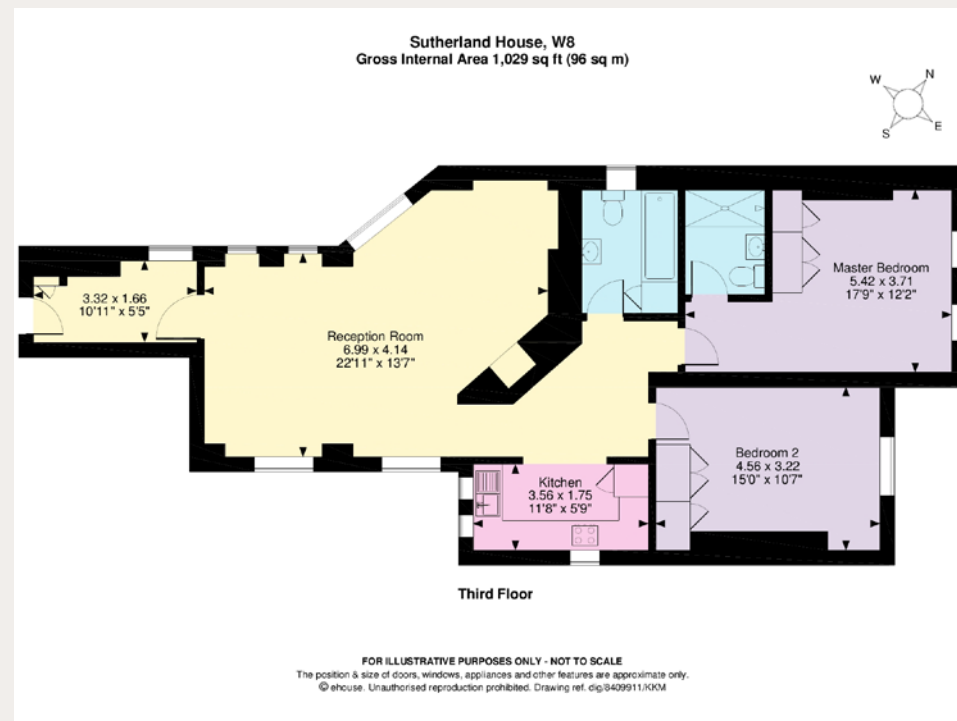 Sutherland House, W8
Gross Internal Area 1,029 sq ft (96 sq m)
W
N
S
E
3.32 x 1.66
10'11" x 5'5"
Reception Room
6.99 x 4.14
22'11" x 13'7"
Master Bedroom
5.42 x 3.71
17'9" x 12'2"
Bedroom 2
4.56 x 3.22
15'0" x 10'7"
Kitchen
3.56 x 1.75
11'8" x 5'9"
Third Floor
FOR ILLUSTRATIVE PURPOSES ONLY - NOT TO SCALE
The position & size of doors, windows, appliances and other features are approximate only.
© ehouse. Unauthorised reproduction prohibited. Drawing ref. dig/8409911/KKM